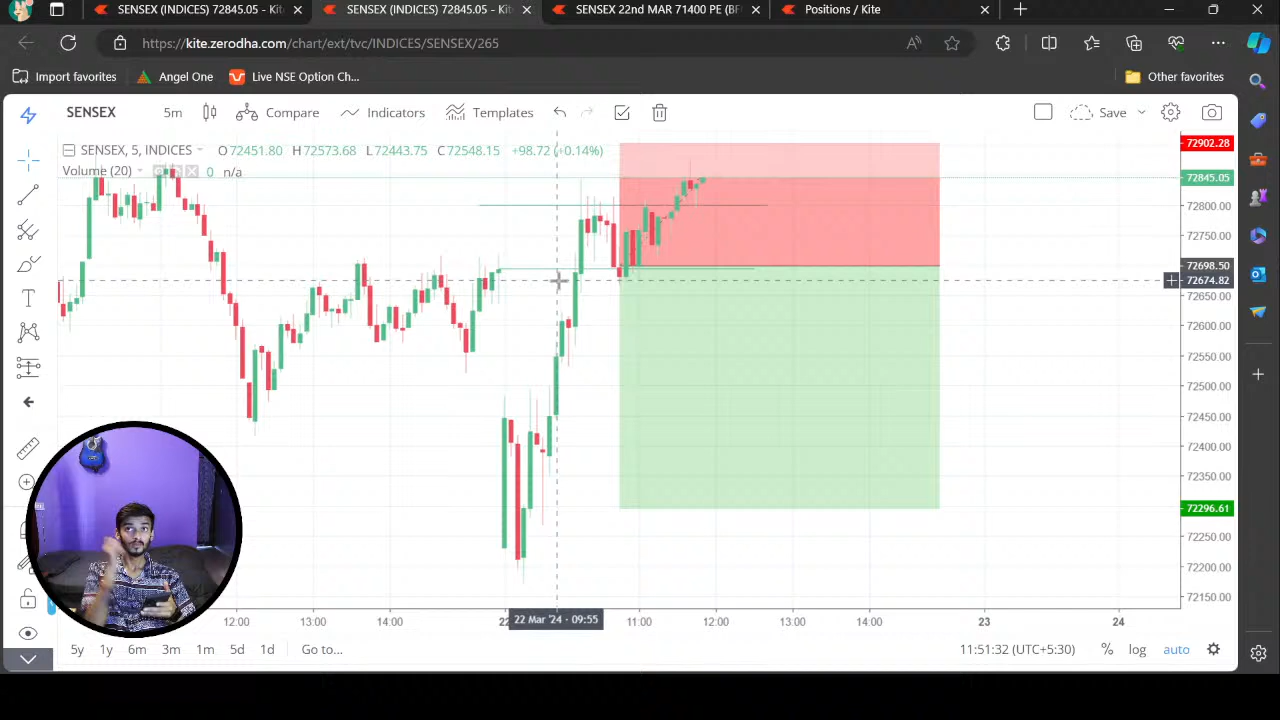 SENSEX (INDICES) 72845.05 - Kit
SENSEX (INDICES) 72845.05 - Kit
SENSEX 22nd MAR 71400 PE (BF
Positions / Kite
https://kite.zerodha.com/chart/ext/tvc/INDICES/SENSEX/265
Import favorites
Angel One
Live NSE Option Ch...
Other favorites
SENSEX
5m
Compare
Indicators
Templates
Save
SENSEX, 5, INDICES
O 72451.80 H 72573.68 L 72443.75 C 72548.15 +98.72 (+0.14%)
Volume (20)
0 n/a
72902.28
72845.05
72800.00
72750.00
72698.50
72674.82
72650.00
72600.00
72550.00
72500.00
72450.00
72400.00
72350.00
72296.61
72250.00
72200.00
72150.00
12:00
13:00
14:00
22 Mar '24 · 09:55
11:00
12:00
13:00
14:00
23
24
5y 1y 6m 3m 1m 5d 1d Go to...
11:51:32 (UTC+5:30)
% log auto